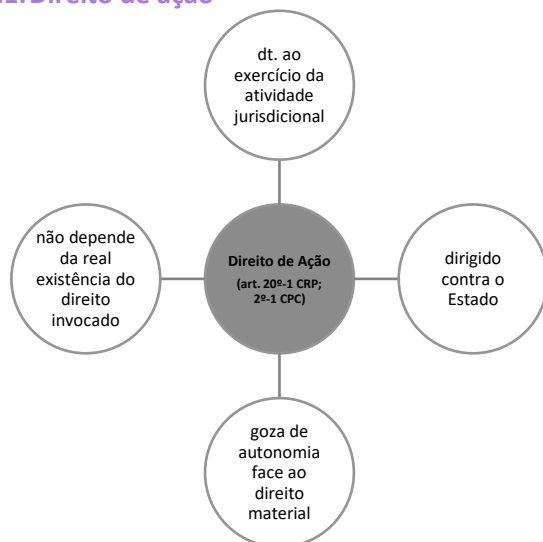 .1.Direito de ação
dt. ao
exercício da
atividade
jurisdicional
não depende
da real
existência do
direito
invocado
Direito de Ação
(art. 20º-1 CRP;
2º-1 CPC)
dirigido
contra o
Estado
goza de
autonomia
face ao
direito
material